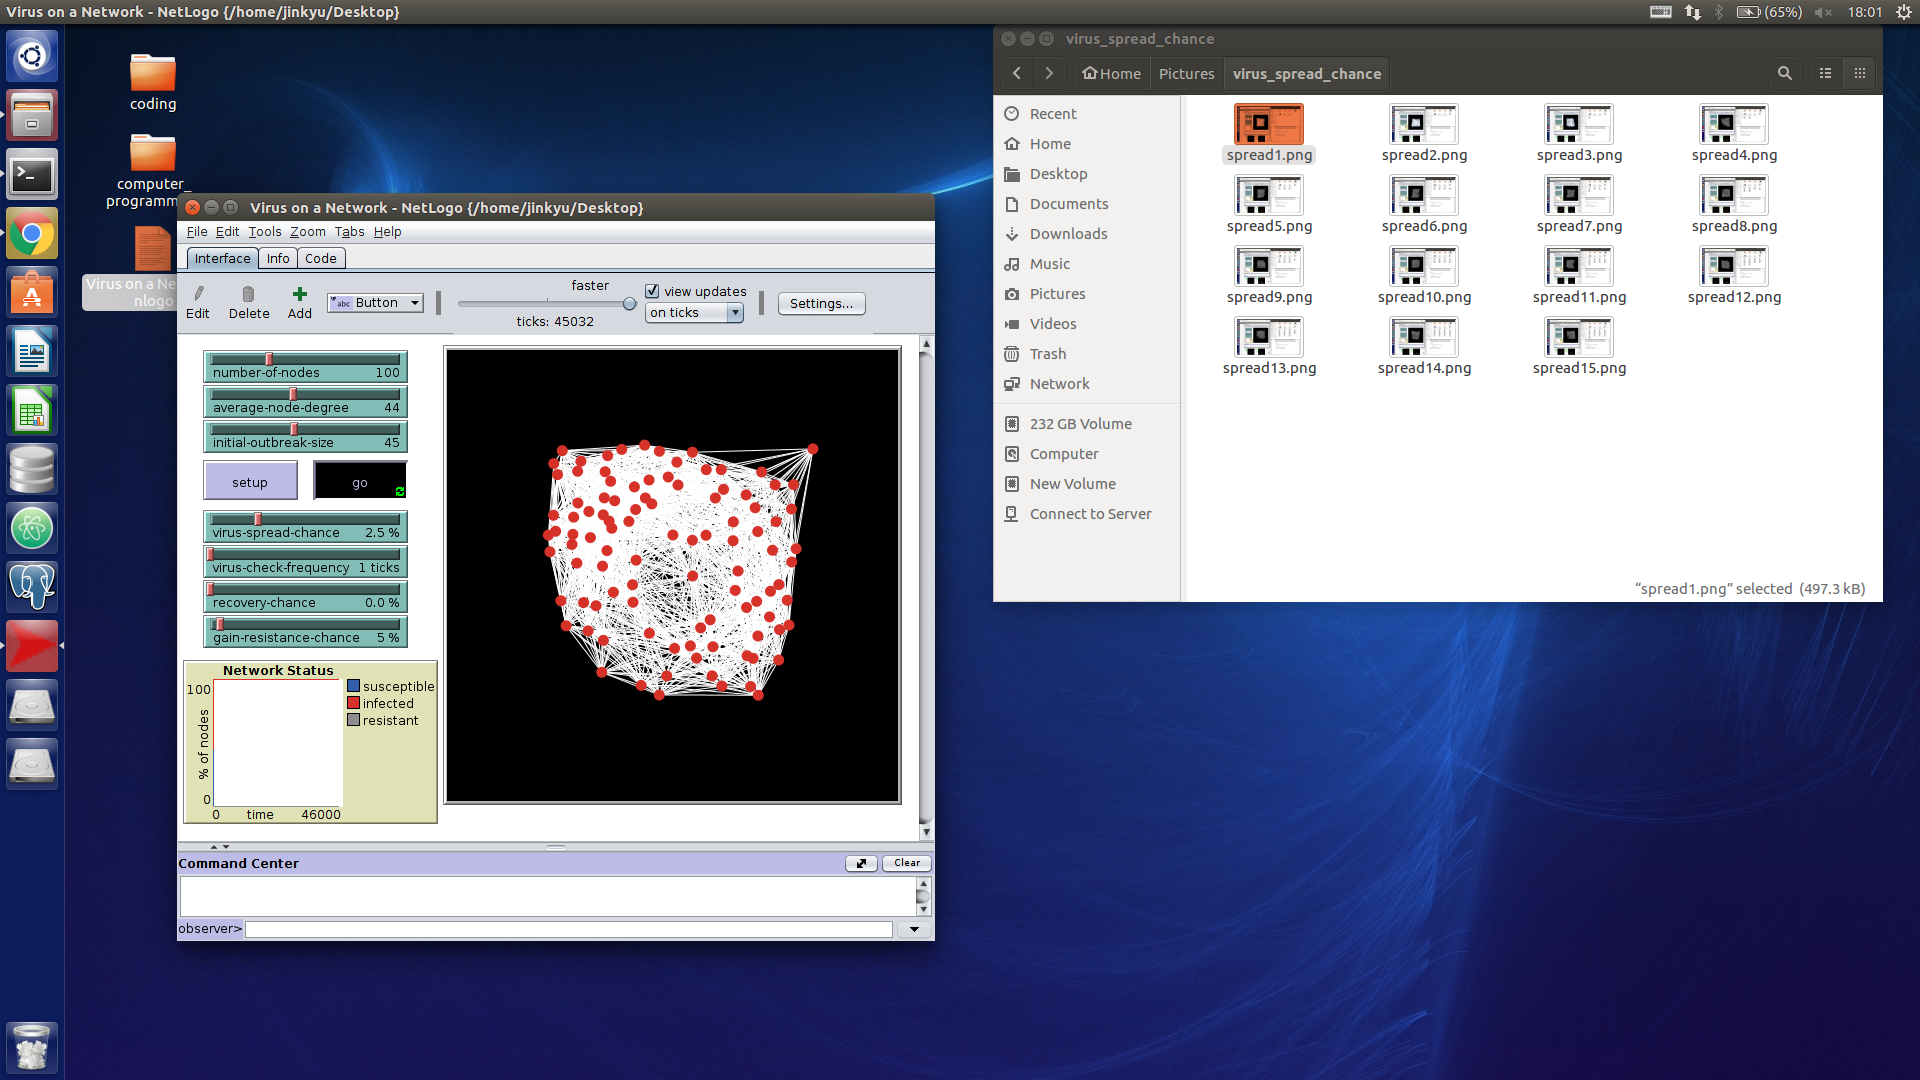 Virus on a Network - NetLogo {/home/jinkyu/Desktop}
(65%)
18:01
coding
computer_
programm
Virus on a Ne
nlogo
Virus on a Network - NetLogo {/home/jinkyu/Desktop}
File Edit Tools Zoom Tabs Help
Interface Info Code
Edit Delete Add
abc Button
faster
ticks: 45032
view updates
on ticks
Settings...
number-of-nodes 100
average-node-degree 44
initial-outbreak-size 45
setup go
virus-spread-chance 2.5 %
virus-check-frequency 1 ticks
recovery-chance 0.0 %
gain-resistance-chance 5 %
Network Status
100
% of nodes
0
0 time 46000
susceptible
infected
resistant
Command Center
Clear
observer>
virus_spread_chance
Home Pictures virus_spread_chance
Recent
Home
Desktop
Documents
Downloads
Music
Pictures
Videos
Trash
Network
232 GB Volume
Computer
New Volume
Connect to Server
spread1.png spread2.png spread3.png spread4.png
spread5.png spread6.png spread7.png spread8.png
spread9.png spread10.png spread11.png spread12.png
spread13.png spread14.png spread15.png
“spread1.png” selected (497.3 kB)